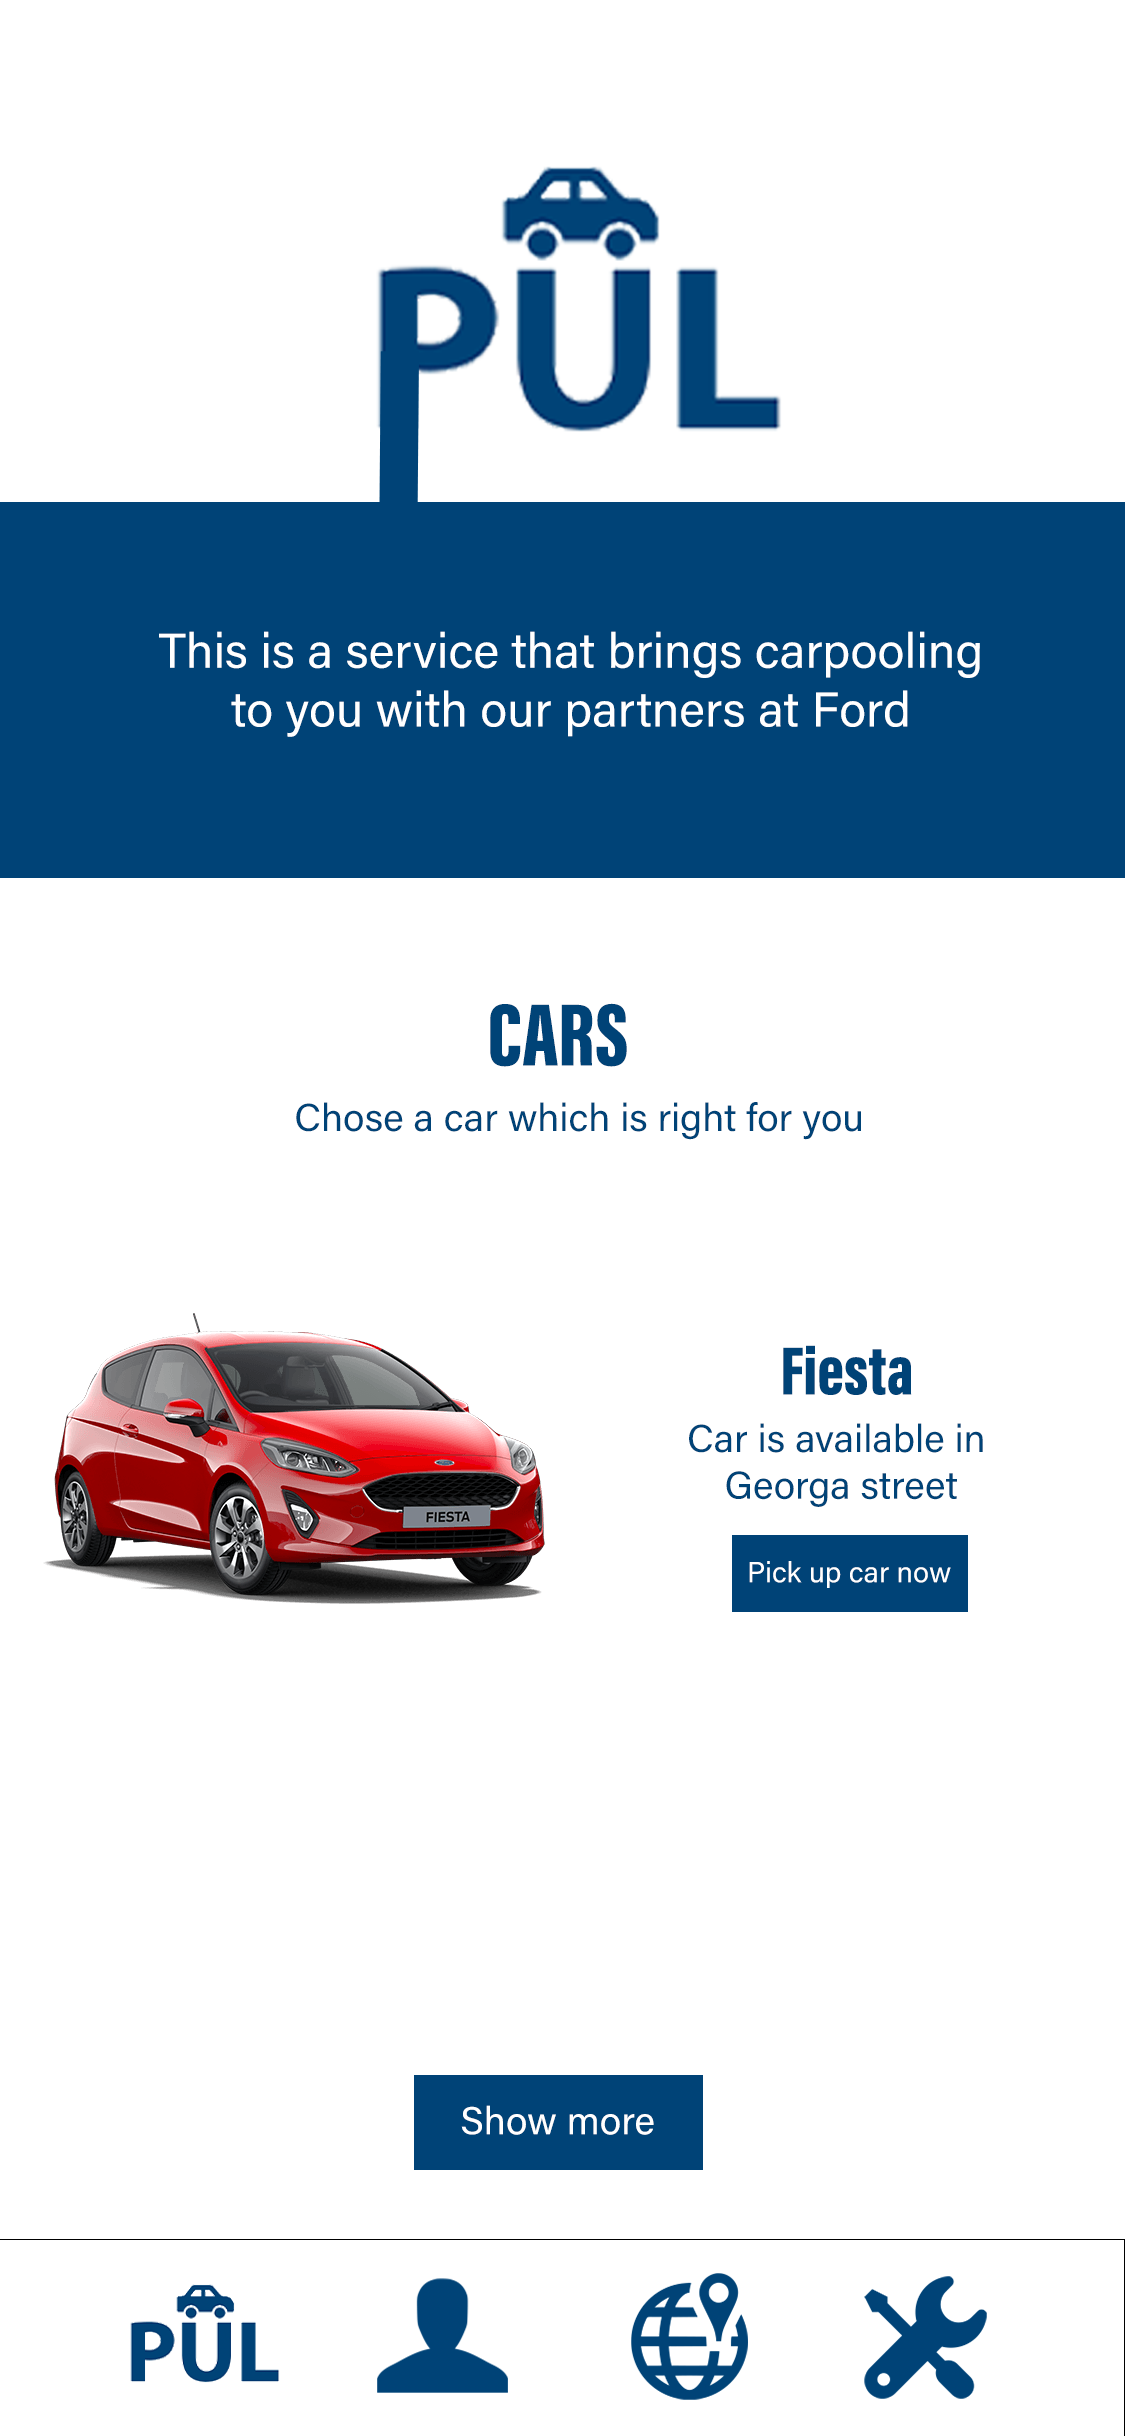 PUL
This is a service that brings carpooling
to you with our partners at Ford
CARS
Chose a car which is right for you
FIESTA
Fiesta
Car is available in
Georga street
Pick up car now
Show more
PUL